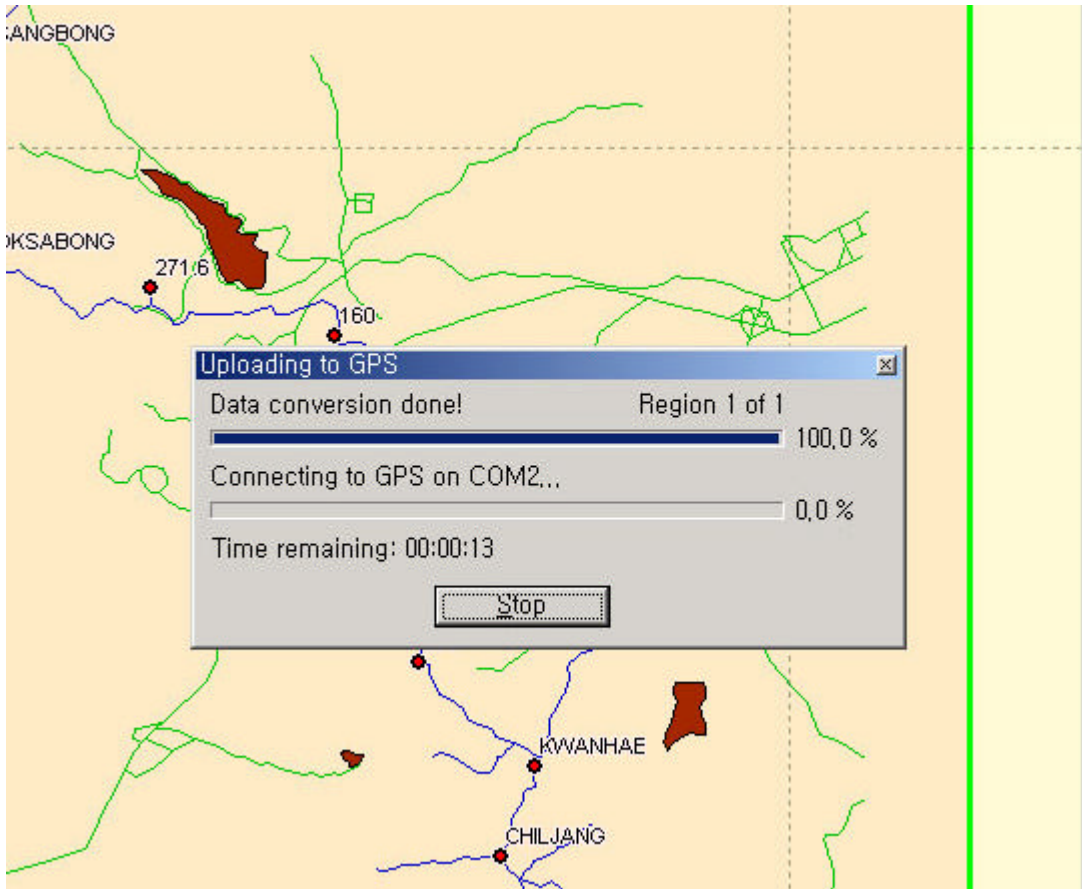 ANGBONG
OKSABONG
271.6
160
Uploading to GPS
Data conversion done! Region 1 of 1
100,0 %
Connecting to GPS on COM2,,,
0,0 %
Time remaining: 00:00:13
Stop
KWANHAE
CHILJANG